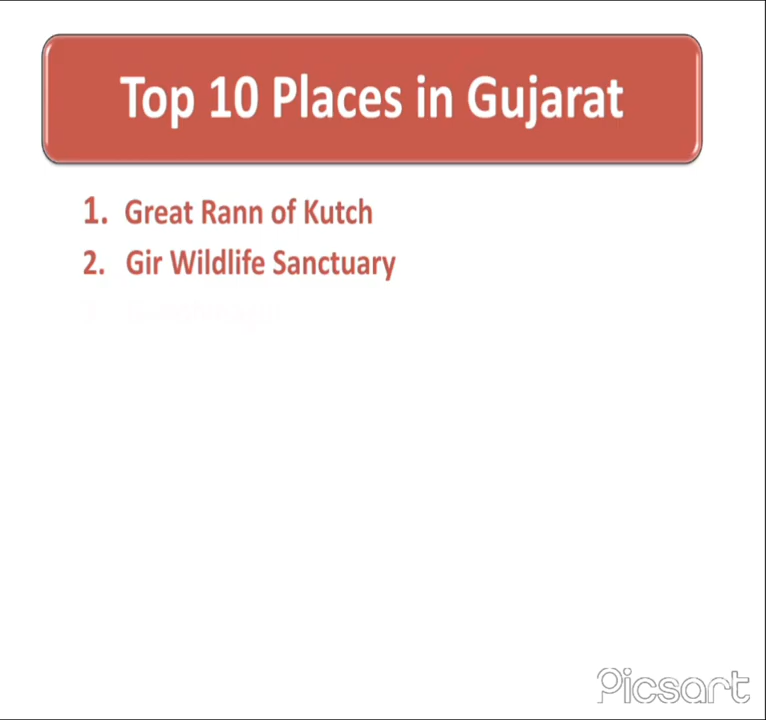 Top 10 Places in Gujarat
1. Great Rann of Kutch
2. Gir Wildlife Sanctuary
Picsart